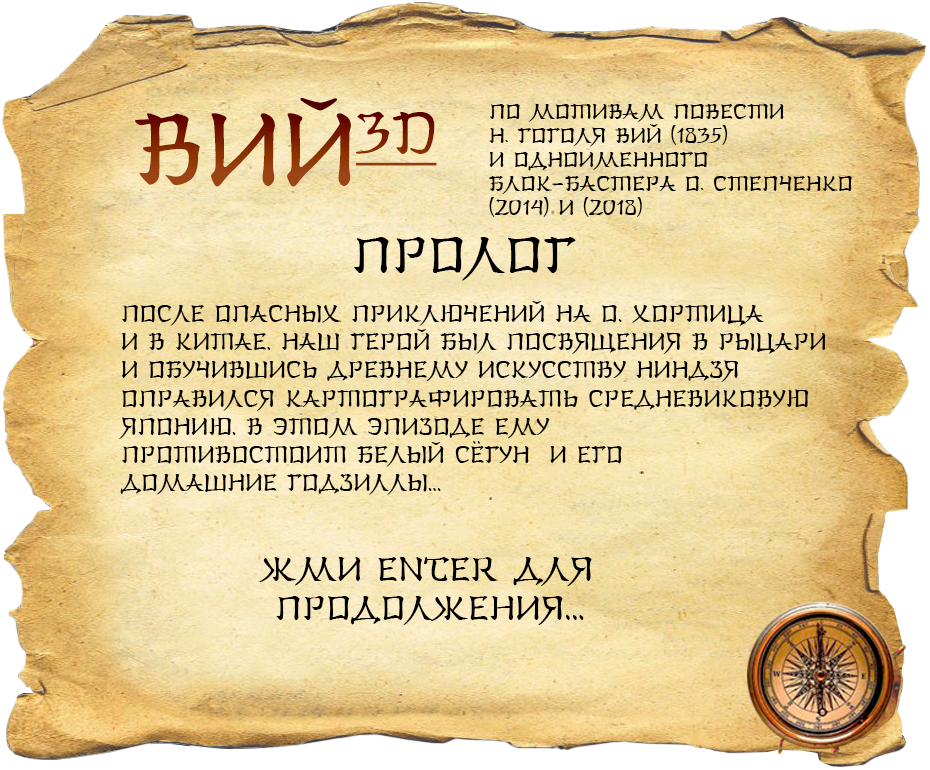 ВИЙ 3D
ПО МОТИВАМ ПОВЕСТИ
Н. ГОГОЛЯ ВИЙ (1835)
И ОДНОИМЕННОГО
БЛОК-БАСТЕРА О. СТЕПЧЕНКО
(2014) И (2018)
ПРОЛОГ
ПОСЛЕ ОПАСНЫХ ПРИКЛЮЧЕНИЙ НА О. ХОРТИЦА
И В КИТАЕ. НАШ ГЕРОЙ БЫЛ ПОСВЯЩЕНИЯ В РЫЦАРИ
И ОБУЧИВШИСЬ ДРЕВНЕМУ ИСКУССТВУ НИНДЗЯ
ОПРАВИЛСЯ КАРТОГРАФИРОВАТЬ СРЕДНЕВИКОВУЮ
ЯПОНИЮ. В ЭТОМ ЭПИЗОДЕ ЕМУ
ПРОТИВОСТОИТ БЕЛЫЙ СЁГУН И ЕГО
ДОМАШНИЕ ГОДЗИЛЛЫ...
ЖМИ ENTER ДЛЯ
ПРОДОЛЖЕНИЯ...
W E